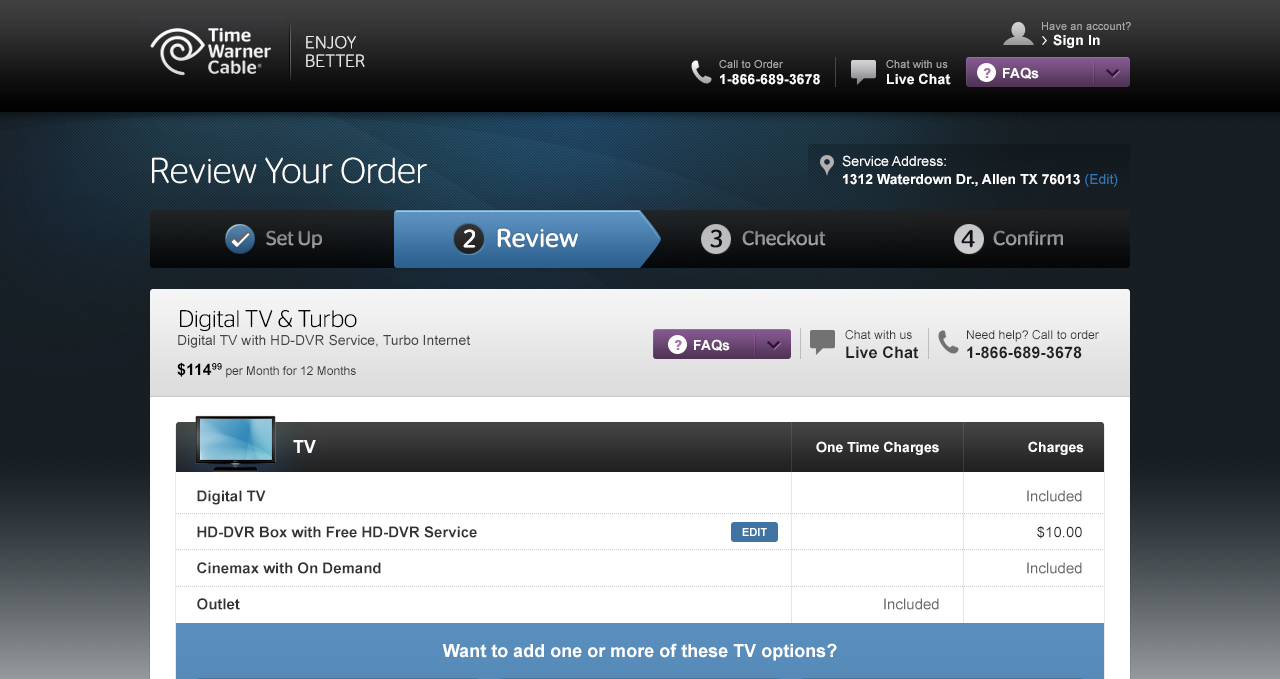 Time
Warner
Cable®
ENJOY
BETTER
Have an account?
› Sign In
Call to Order
1-866-689-3678
Chat with us
Live Chat
? FAQs
Review Your Order
Service Address:
1312 Waterdown Dr., Allen TX 76013 (Edit)
Set Up
2 Review
3 Checkout
4 Confirm
Digital TV & Turbo
Digital TV with HD-DVR Service, Turbo Internet
$114⁹⁹ per Month for 12 Months
? FAQs
Chat with us
Live Chat
Need help? Call to order
1-866-689-3678
TV One Time Charges Charges
Digital TV Included
HD-DVR Box with Free HD-DVR Service EDIT $10.00
Cinemax with On Demand Included
Outlet Included
Want to add one or more of these TV options?